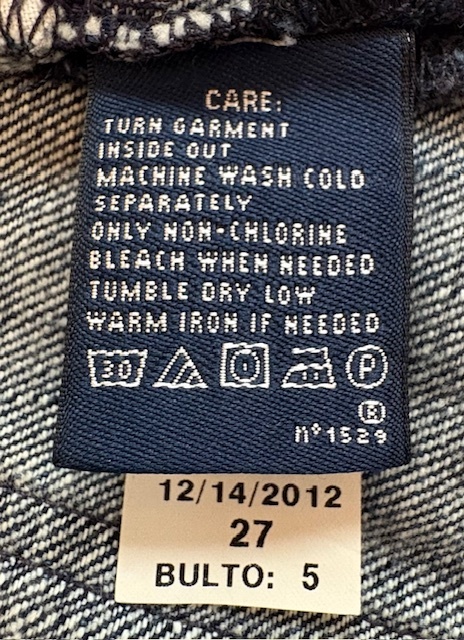 CARE:
TURN GARMENT
INSIDE OUT
MACHINE WASH COLD
SEPARATELY
ONLY NON-CHLORINE
BLEACH WHEN NEEDED
TUMBLE DRY LOW
WARM IRON IF NEEDED
30 P
®
nº1529
12/14/2012
27
BULTO: 5